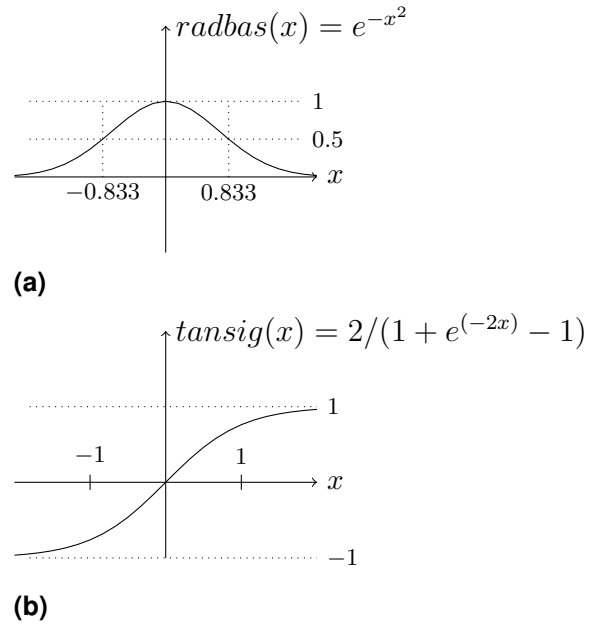 radbas(x) = e^{-x^2}
1
0.5
x
−0.833 0.833
(a)
tansig(x) = 2/(1 + e^{(−2x)} − 1)
1
−1 1
x
−1
(b)